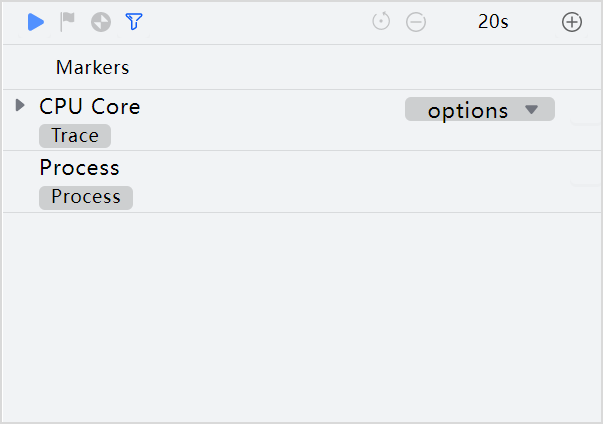 20s
Markers
CPU Core
options
Trace
Process
Process